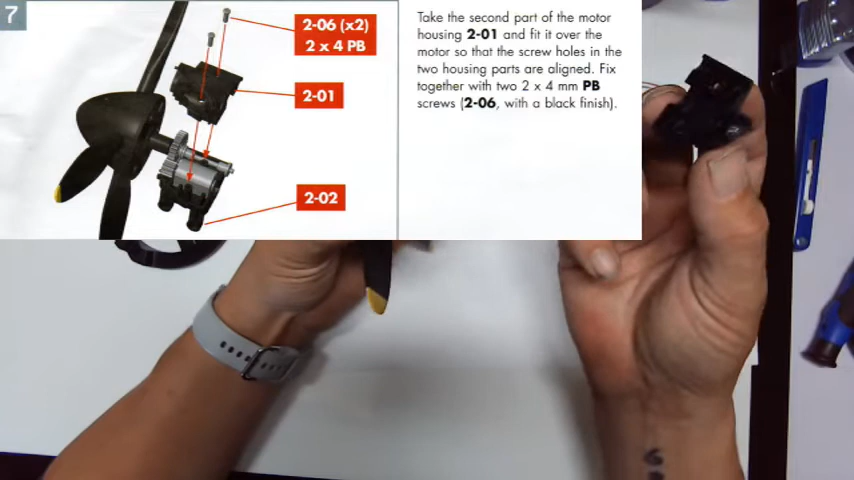 7
2-06 (x2)
2 x 4 PB
2-01
2-02
Take the second part of the motor
housing 2-01 and fit it over the
motor so that the screw holes in the
two housing parts are aligned. Fix
together with two 2 x 4 mm PB
screws (2-06, with a black finish).